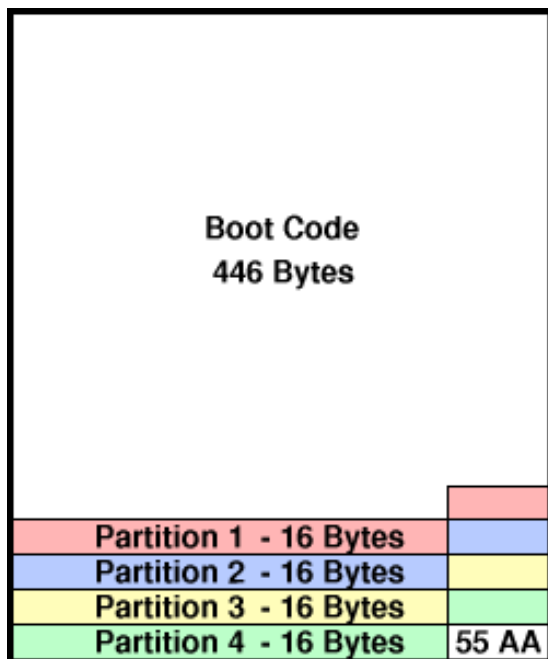 Boot Code
446 Bytes
Partition 1 - 16 Bytes
Partition 2 - 16 Bytes
Partition 3 - 16 Bytes
Partition 4 - 16 Bytes 55 AA